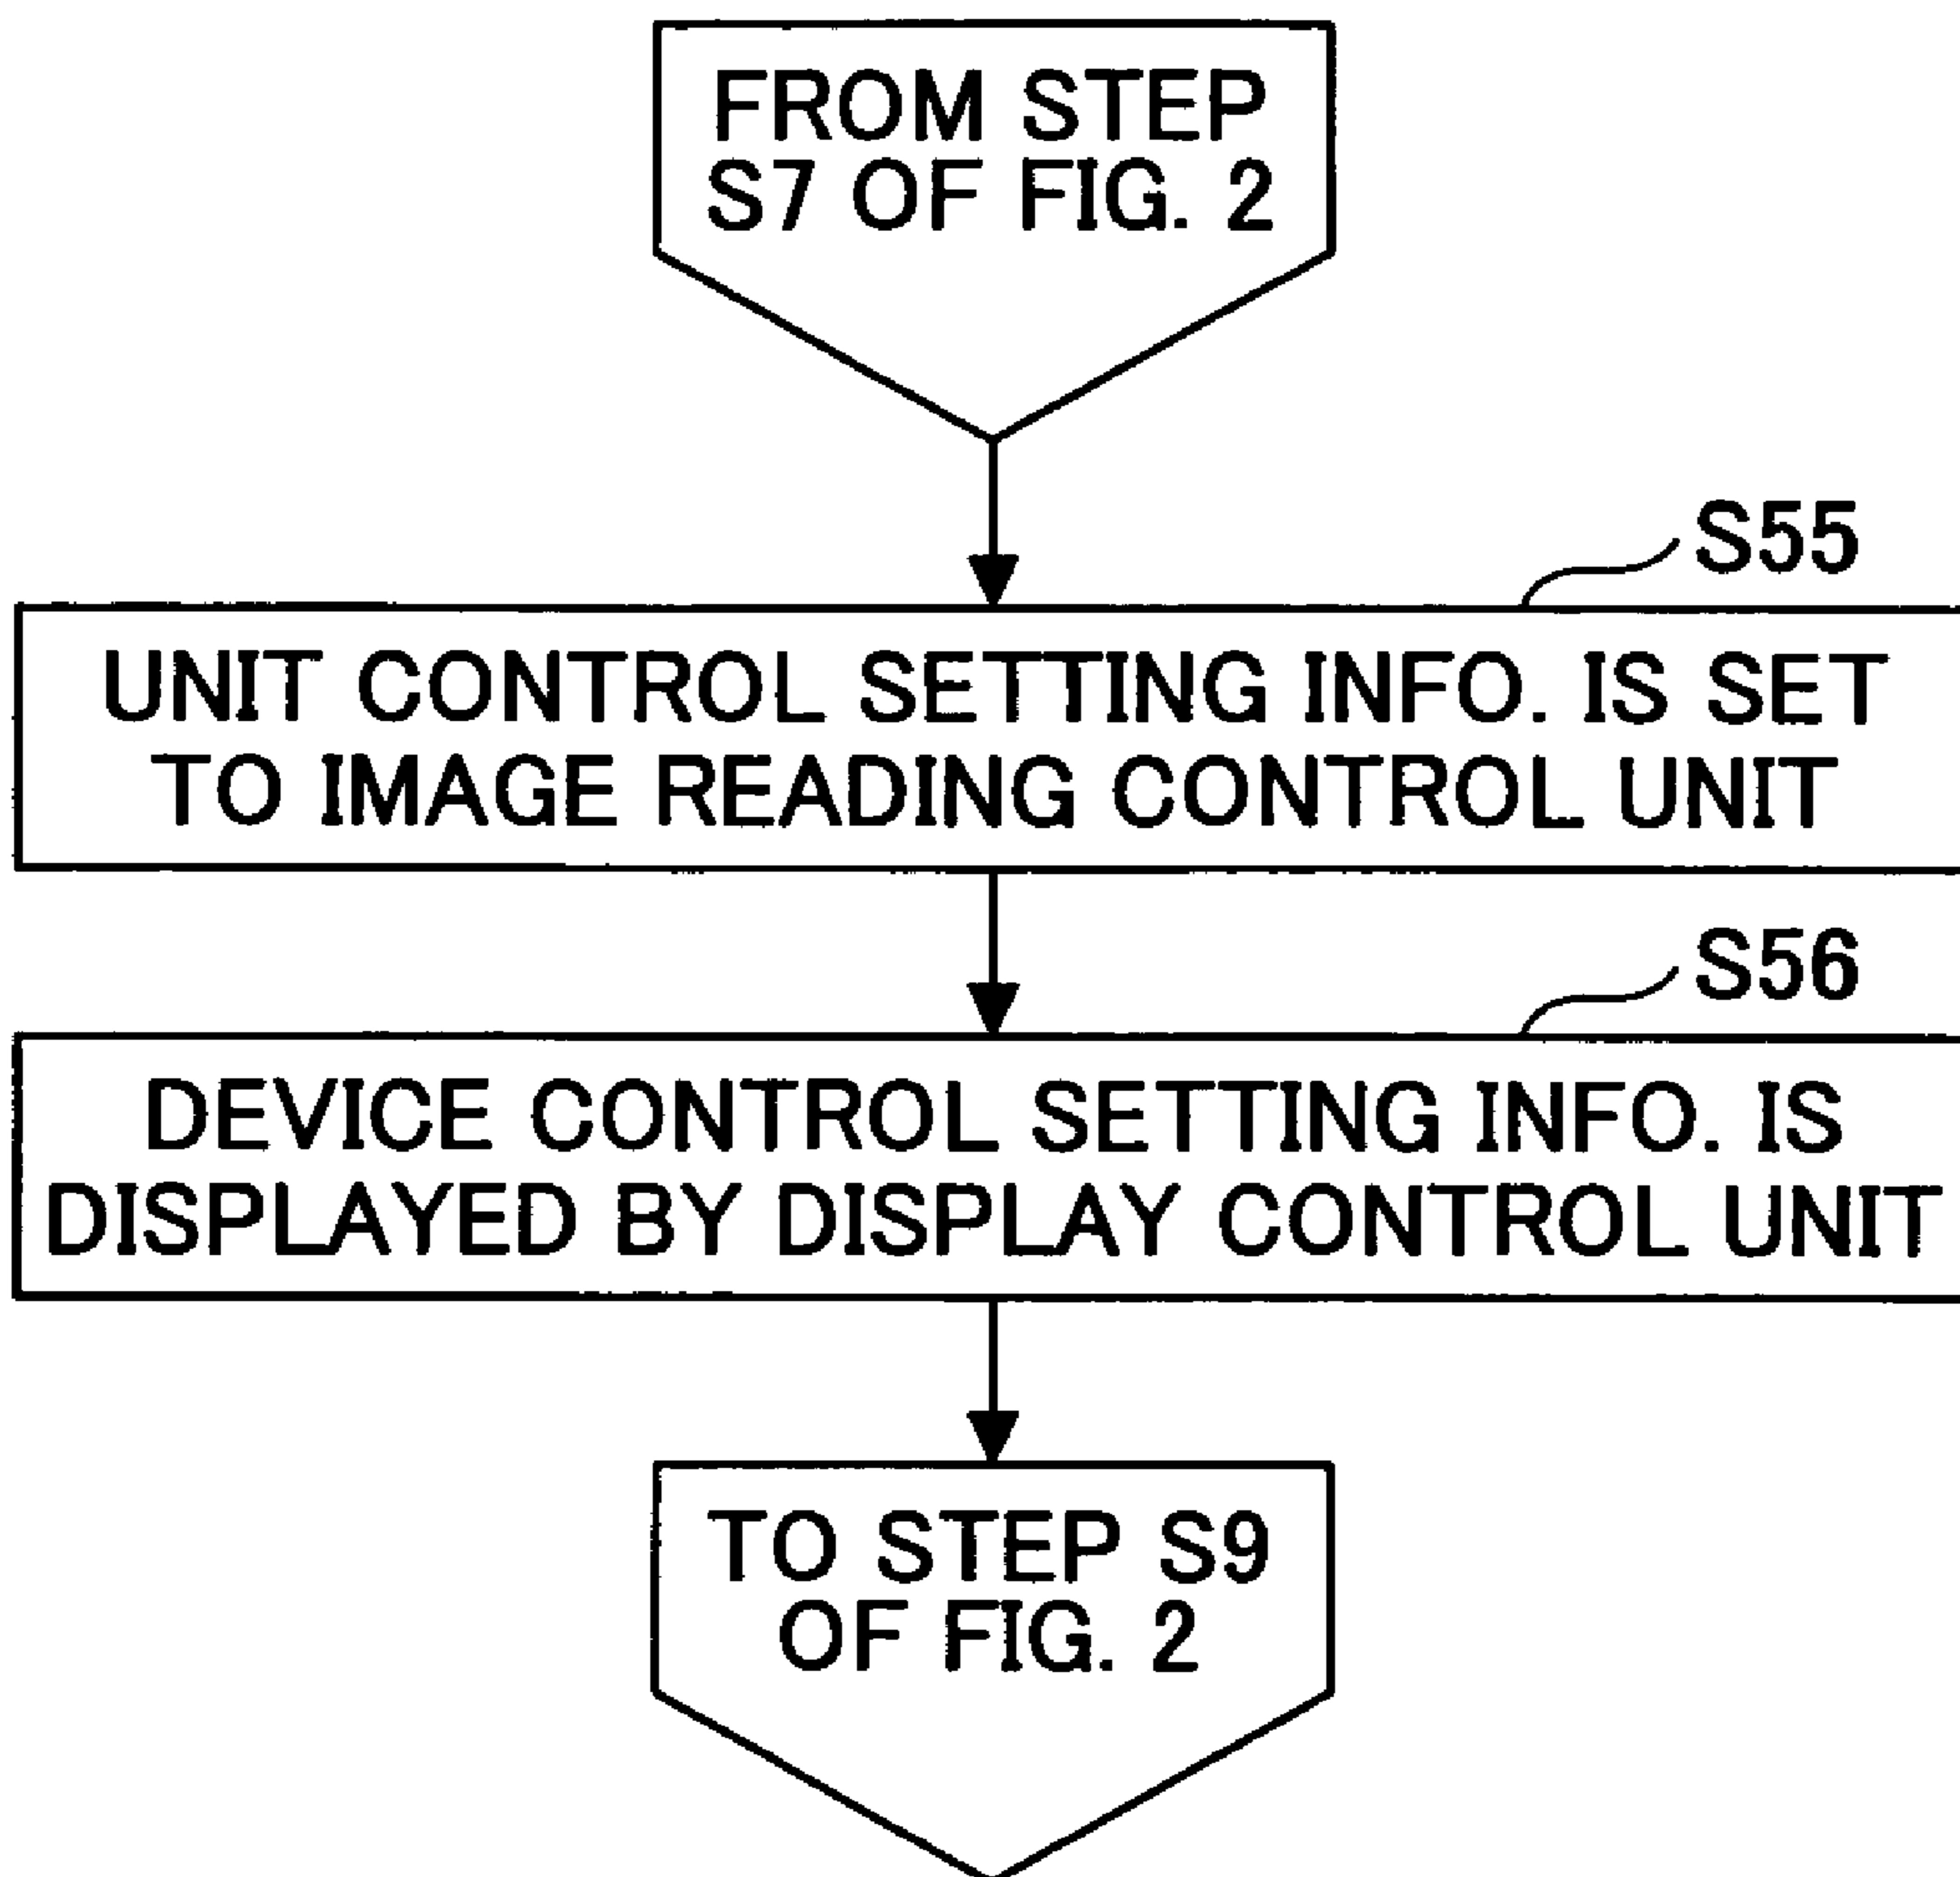 FROM STEP
S7 OF FIG. 2
S55
UNIT CONTROL SETTING INFO. IS SET
TO IMAGE READING CONTROL UNIT
S56
DEVICE CONTROL SETTING INFO. IS
DISPLAYED BY DISPLAY CONTROL UNIT
TO STEP S9
OF FIG. 2